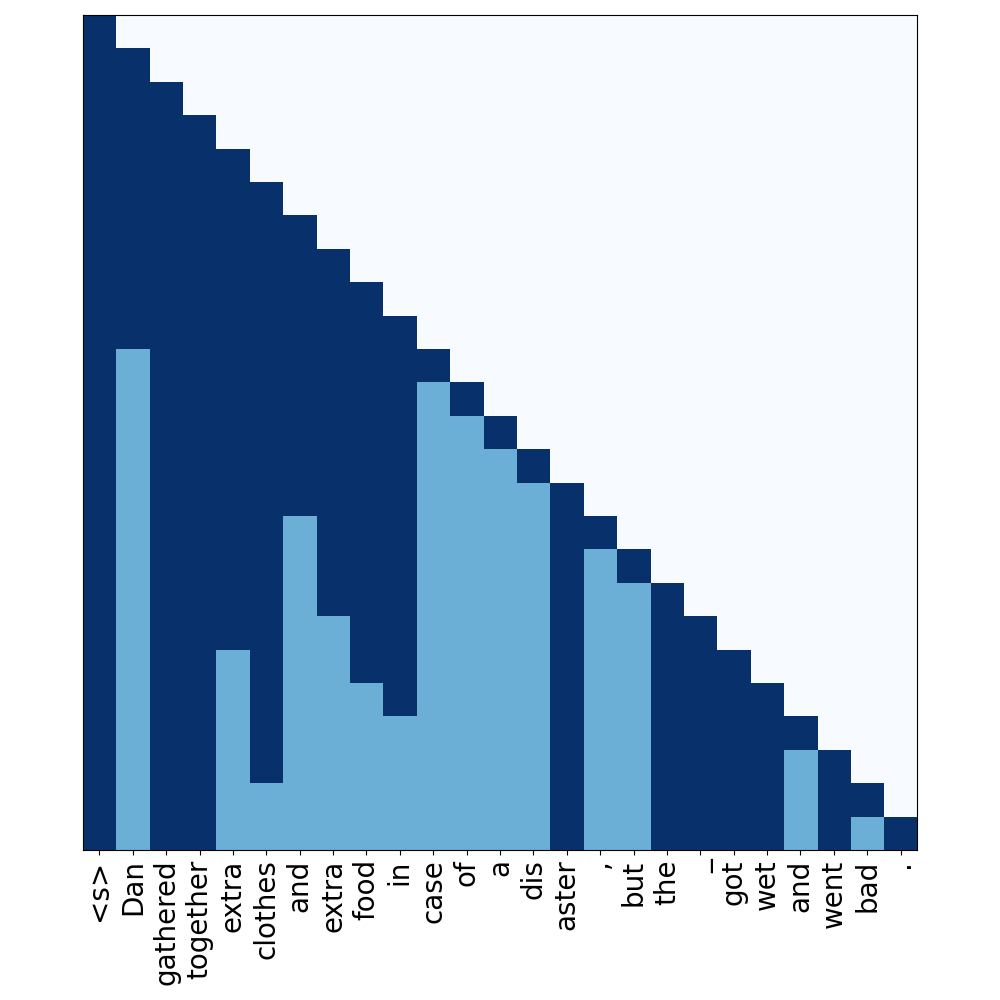 <s>
Dan
gathered
together
extra
clothes
and
extra
food
in
case
of
a
dis
aster
,
but
the
_
got
wet
and
went
bad
.